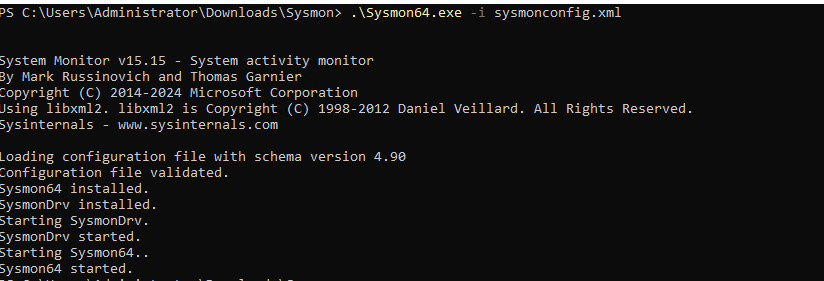 PS C:\Users\Administrator\Downloads\Sysmon> .\Sysmon64.exe -i sysmonconfig.xml
System Monitor v15.15 - System activity monitor
By Mark Russinovich and Thomas Garnier
Copyright (C) 2014-2024 Microsoft Corporation
Using libxml2. libxml2 is Copyright (C) 1998-2012 Daniel Veillard. All Rights Reserved.
Sysinternals - www.sysinternals.com
Loading configuration file with schema version 4.90
Configuration file validated.
Sysmon64 installed.
SysmonDrv installed.
Starting SysmonDrv.
SysmonDrv started.
Starting Sysmon64..
Sysmon64 started.